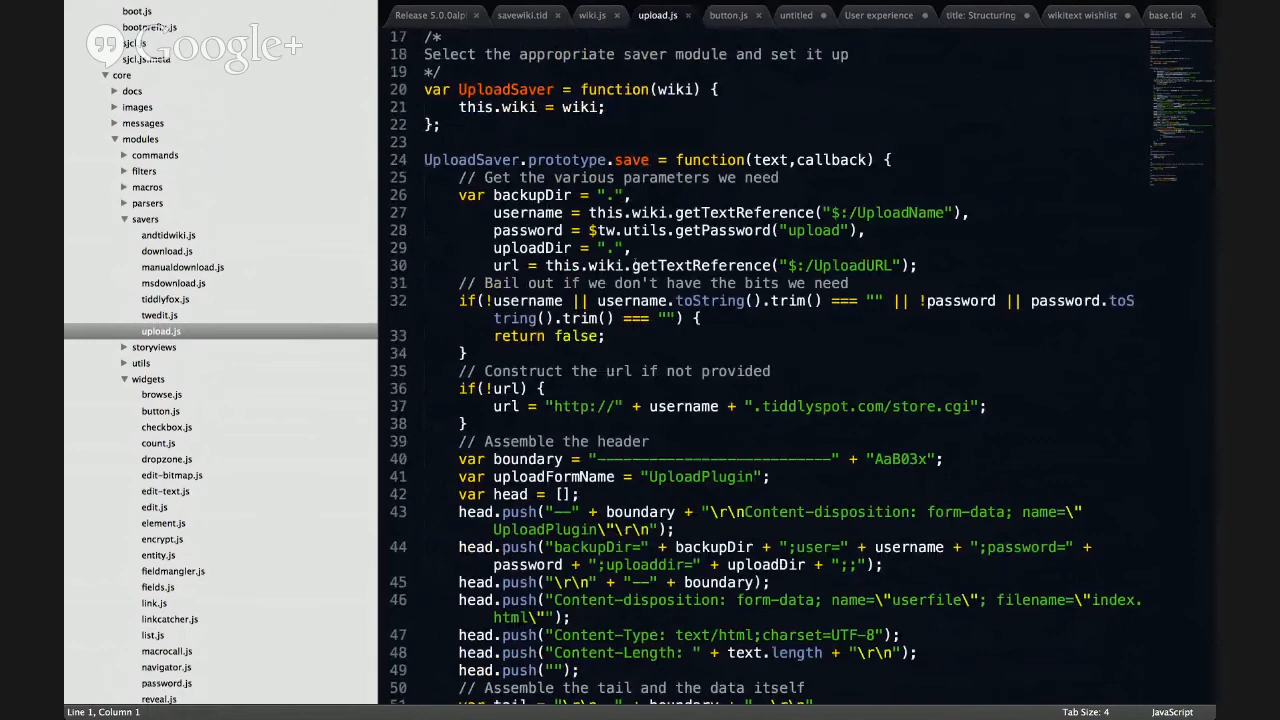 boot.js
bootprefix.js
sjcl.js
sjcl.js.meta
Google+
core
docs
images
messages
modules
commands
filters
macros
parsers
savers
andtidwiki.js
download.js
manualdownload.js
msdownload.js
tiddlyfox.js
twedit.js
upload.js
storyviews
utils
widgets
browse.js
button.js
checkbox.js
count.js
dropzone.js
edit-bitmap.js
edit-text.js
edit.js
element.js
encrypt.js
entity.js
fieldmangler.js
fields.js
link.js
linkcatcher.js
list.js
macrocall.js
navigator.js
password.js
reveal.js
Release 5.0.0alp × savewiki.tid × wiki.js × upload.js × button.js × untitled User experience title: Structuring wikitext wishlist base.tid ×
17 /*
18 Select the appropriate saver module and set it up
19 */
20 var UploadSaver = function(wiki) {
21 this.wiki = wiki;
22 };
23
24 UploadSaver.prototype.save = function(text,callback) {
25 // Get the various parameters we need
26 var backupDir = ".",
27 username = this.wiki.getTextReference("$:/UploadName"),
28 password = $tw.utils.getPassword("upload"),
29 uploadDir = ".",
30 url = this.wiki.getTextReference("$:/UploadURL");
31 // Bail out if we don't have the bits we need
32 if(!username || username.toString().trim() === "" || !password || password.toS
tring().trim() === "") {
33 return false;
34 }
35 // Construct the url if not provided
36 if(!url) {
37 url = "http://" + username + ".tiddlyspot.com/store.cgi";
38 }
39 // Assemble the header
40 var boundary = "---------------------------" + "AaB03x";
41 var uploadFormName = "UploadPlugin";
42 var head = [];
43 head.push("--" + boundary + "\r\nContent-disposition: form-data; name=\"
UploadPlugin\"\r\n");
44 head.push("backupDir=" + backupDir + ";user=" + username + ";password=" +
password + ";uploaddir=" + uploadDir + ";;");
45 head.push("\r\n" + "--" + boundary);
46 head.push("Content-disposition: form-data; name=\"userfile\"; filename=\"index.
html\"");
47 head.push("Content-Type: text/html;charset=UTF-8");
48 head.push("Content-Length: " + text.length + "\r\n");
49 head.push("");
50 // Assemble the tail and the data itself
Line 1, Column 1
Tab Size: 4 JavaScript